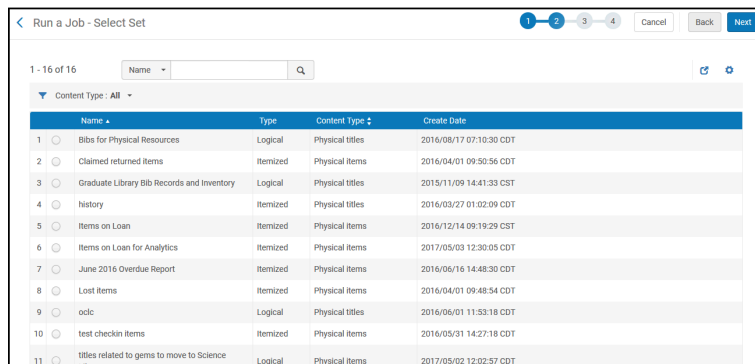 Run a Job - Select Set 1 2 3 4 Cancel Back Next
1 - 16 of 16 Name
Content Type : All
Name Type Content Type Create Date
1 Bibs for Physical Resources Logical Physical titles 2016/08/17 07:10:30 CDT
2 Claimed returned items Itemized Physical items 2016/04/01 09:50:56 CDT
3 Graduate Library Bib Records and Inventory Logical Physical titles 2015/11/09 14:41:33 CST
4 history Itemized Physical titles 2016/03/27 01:02:09 CDT
5 Items on Loan Itemized Physical items 2016/12/14 09:19:29 CST
6 Items on Loan for Analytics Itemized Physical items 2017/05/03 12:30:05 CDT
7 June 2016 Overdue Report Itemized Physical items 2016/06/16 14:48:30 CDT
8 Lost items Itemized Physical items 2016/04/01 09:48:54 CDT
9 oclc Logical Physical titles 2016/06/01 11:53:18 CDT
10 test checkin items Itemized Physical items 2016/05/31 14:27:18 CDT
titles related to gems to move to Science
11 Logical Physical items 2017/05/02 12:02:57 CDT